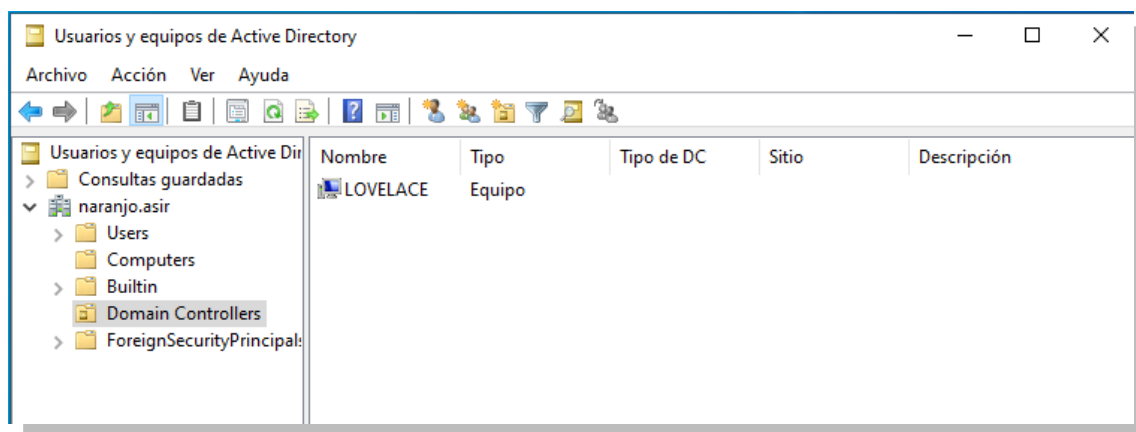 Usuarios y equipos de Active Directory
Archivo Acción Ver Ayuda
Usuarios y equipos de Active Dir
Consultas guardadas
naranjo.asir
Users
Computers
Builtin
Domain Controllers
ForeignSecurityPrincipals
Nombre Tipo Tipo de DC Sitio Descripción
LOVELACE Equipo